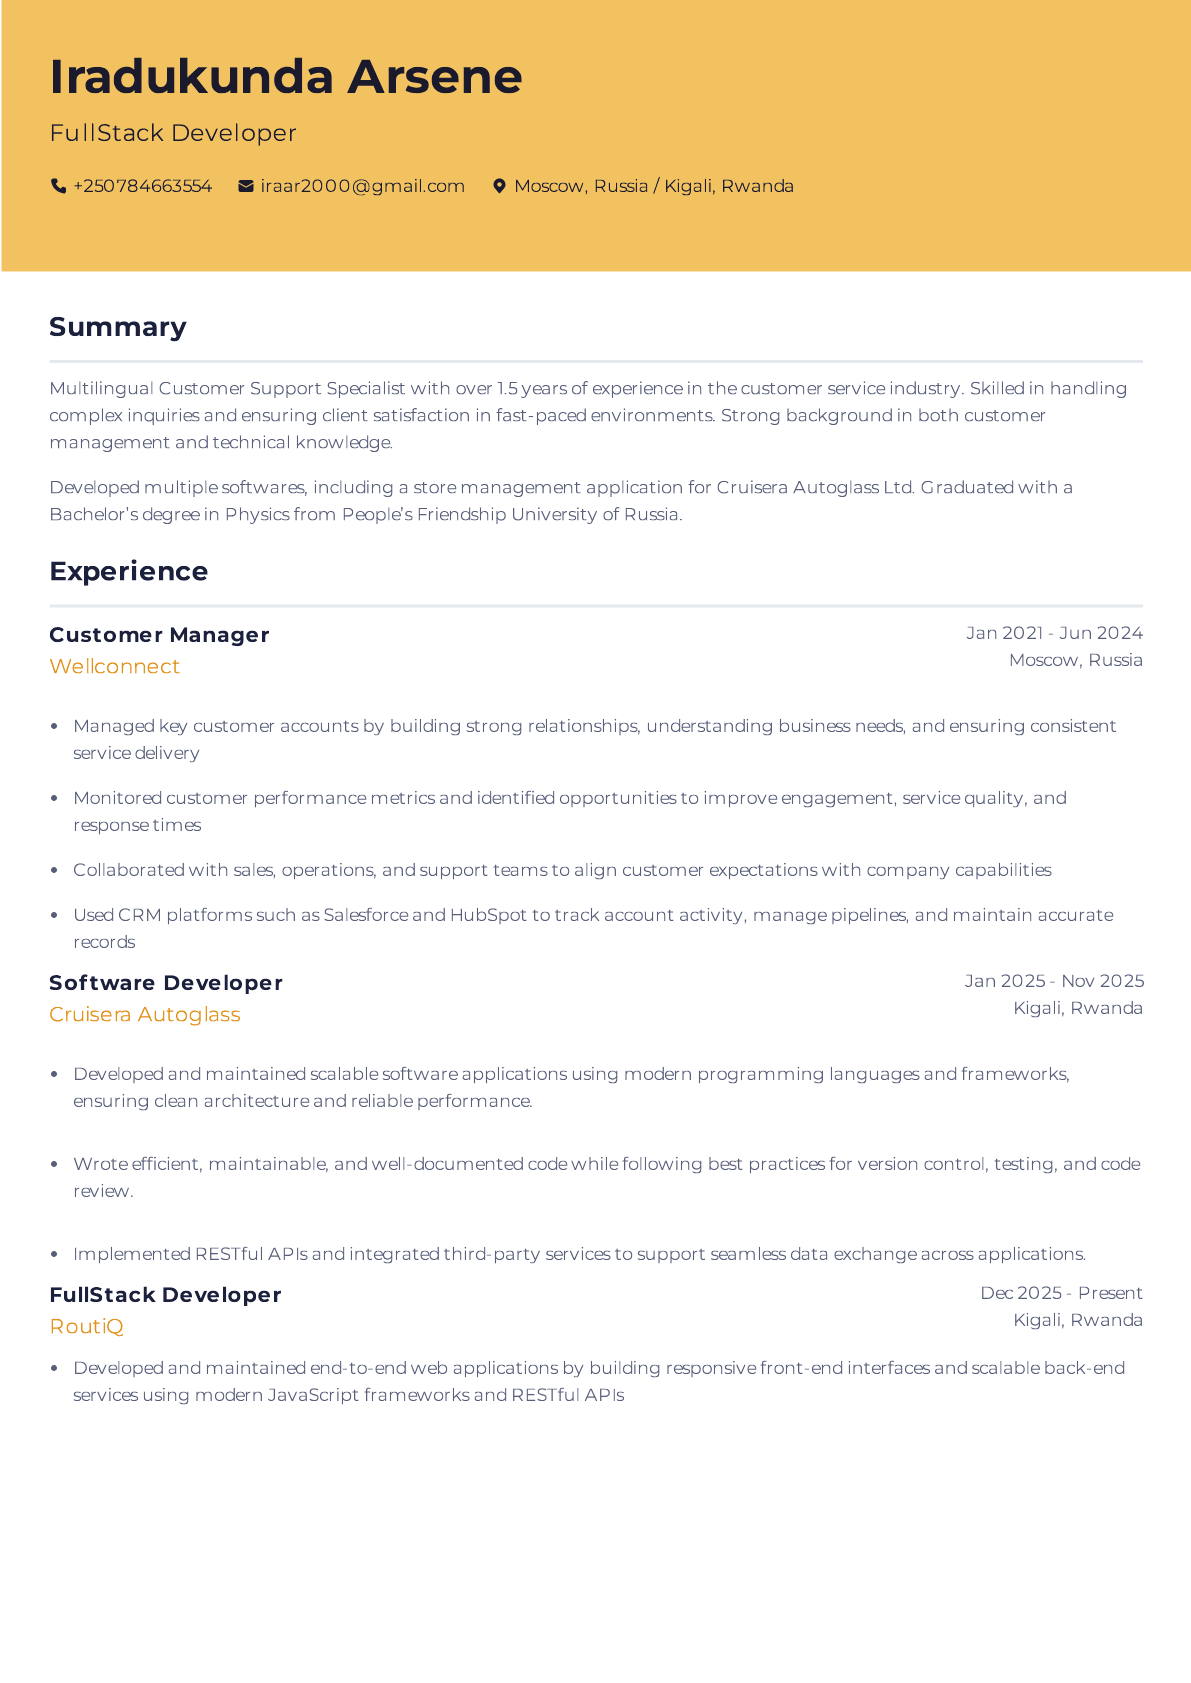 Iradukunda Arsene
FullStack Developer
+250784663554 iraar2000@gmail.com Moscow, Russia / Kigali, Rwanda
Summary
Multilingual Customer Support Specialist with over 1.5 years of experience in the customer service industry. Skilled in handling
complex inquiries and ensuring client satisfaction in fast-paced environments. Strong background in both customer
management and technical knowledge.
Developed multiple softwares, including a store management application for Cruisera Autoglass Ltd. Graduated with a
Bachelor's degree in Physics from People's Friendship University of Russia.
Experience
Customer Manager Jan 2021 - Jun 2024
Wellconnect Moscow, Russia
• Managed key customer accounts by building strong relationships, understanding business needs, and ensuring consistent
service delivery
• Monitored customer performance metrics and identified opportunities to improve engagement, service quality, and
response times
• Collaborated with sales, operations, and support teams to align customer expectations with company capabilities
• Used CRM platforms such as Salesforce and HubSpot to track account activity, manage pipelines, and maintain accurate
records
Software Developer Jan 2025 - Nov 2025
Cruisera Autoglass Kigali, Rwanda
• Developed and maintained scalable software applications using modern programming languages and frameworks,
ensuring clean architecture and reliable performance.
• Wrote efficient, maintainable, and well-documented code while following best practices for version control, testing, and code
review.
• Implemented RESTful APIs and integrated third-party services to support seamless data exchange across applications.
FullStack Developer Dec 2025 - Present
RoutiQ Kigali, Rwanda
• Developed and maintained end-to-end web applications by building responsive front-end interfaces and scalable back-end
services using modern JavaScript frameworks and RESTful APIs